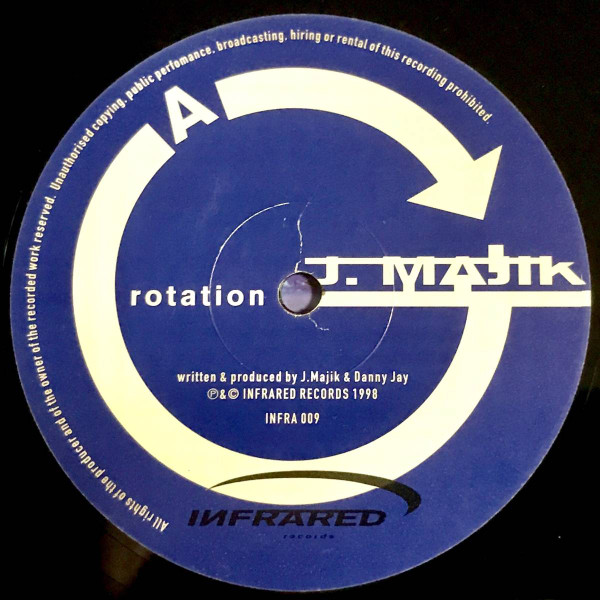 All rights of the producer and of the owner of the recorded work reserved. Unauthorised copying, public perfomance, broadcasting, hiring or rental of this recording prohibited.
A
J. MAJIK
rotation
written & produced by J.Majik & Danny Jay
℗&© INFRARED RECORDS 1998
INFRA 009
INFRARED
records